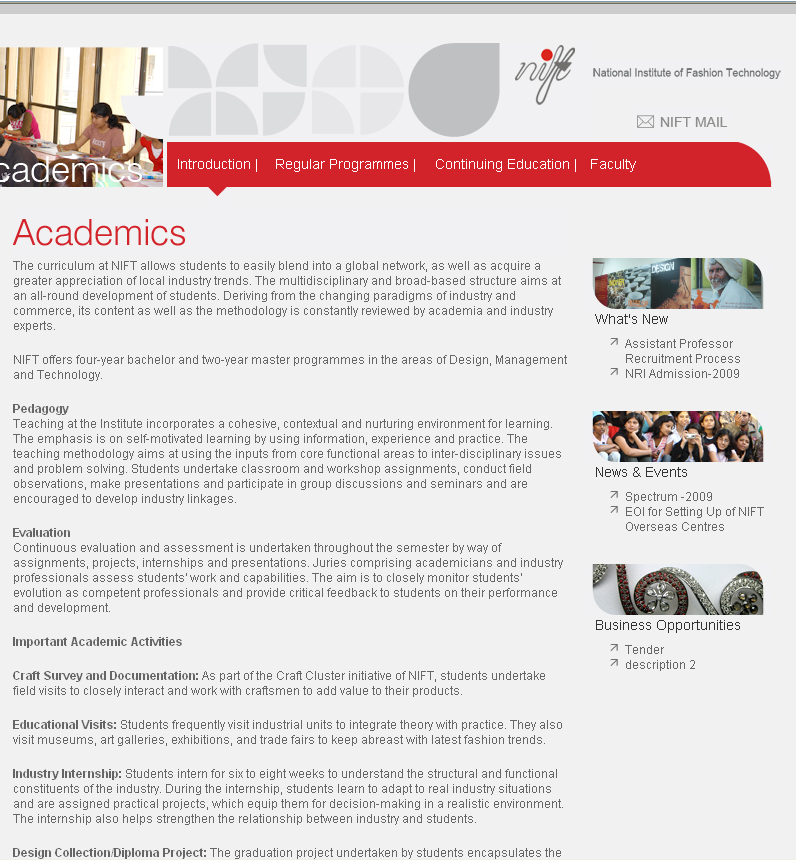 nift
National Institute of Fashion Technology
NIFT MAIL
cademics
Introduction | Regular Programmes | Continuing Education | Faculty
Academics
The curriculum at NIFT allows students to easily blend into a global network, as well as acquire a
greater appreciation of local industry trends. The multidisciplinary and broad-based structure aims at
an all-round development of students. Deriving from the changing paradigms of industry and
commerce, its content as well as the methodology is constantly reviewed by academia and industry
experts.
NIFT offers four-year bachelor and two-year master programmes in the areas of Design, Management
and Technology.
Pedagogy
Teaching at the Institute incorporates a cohesive, contextual and nurturing environment for learning.
The emphasis is on self-motivated learning by using information, experience and practice. The
teaching methodology aims at using the inputs from core functional areas to inter-disciplinary issues
and problem solving. Students undertake classroom and workshop assignments, conduct field
observations, make presentations and participate in group discussions and seminars and are
encouraged to develop industry linkages.
Evaluation
Continuous evaluation and assessment is undertaken throughout the semester by way of
assignments, projects, internships and presentations. Juries comprising academicians and industry
professionals assess students' work and capabilities. The aim is to closely monitor students'
evolution as competent professionals and provide critical feedback to students on their performance
and development.
Important Academic Activities
Craft Survey and Documentation: As part of the Craft Cluster initiative of NIFT, students undertake
field visits to closely interact and work with craftsmen to add value to their products.
Educational Visits: Students frequently visit industrial units to integrate theory with practice. They also
visit museums, art galleries, exhibitions, and trade fairs to keep abreast with latest fashion trends.
Industry Internship: Students intern for six to eight weeks to understand the structural and functional
constituents of the industry. During the internship, students learn to adapt to real industry situations
and are assigned practical projects, which equip them for decision-making in a realistic environment.
The internship also helps strengthen the relationship between industry and students.
Design Collection/Diploma Project: The graduation project undertaken by students encapsulates the
DESIGN
What's New
Assistant Professor
Recruitment Process
NRI Admission-2009
News & Events
Spectrum -2009
EOI for Setting Up of NIFT
Overseas Centres
Business Opportunities
Tender
description 2